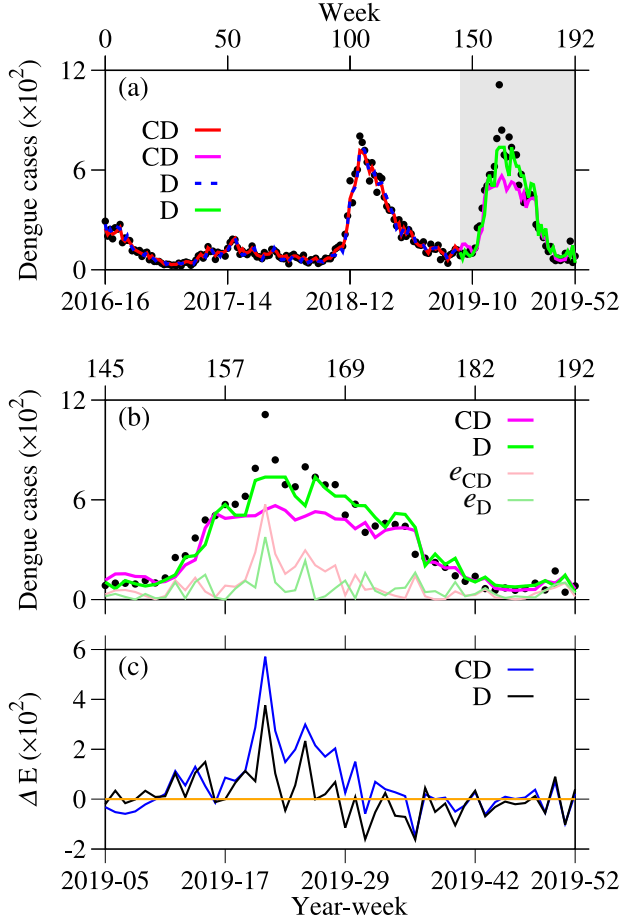 Week
0 50 100 150 192
12
(a)
CD
CD
D
D
6
0
Dengue cases (×10²)
2016-16 2017-14 2018-12 2019-10 2019-52
145 157 169 182 192
12
(b)
CD
D
e_CD
e_D
6
0
Dengue cases (×10²)
6
(c)
CD
D
4
2
0
-2
ΔE (×10²)
2019-05 2019-17 2019-29 2019-42 2019-52
Year-week